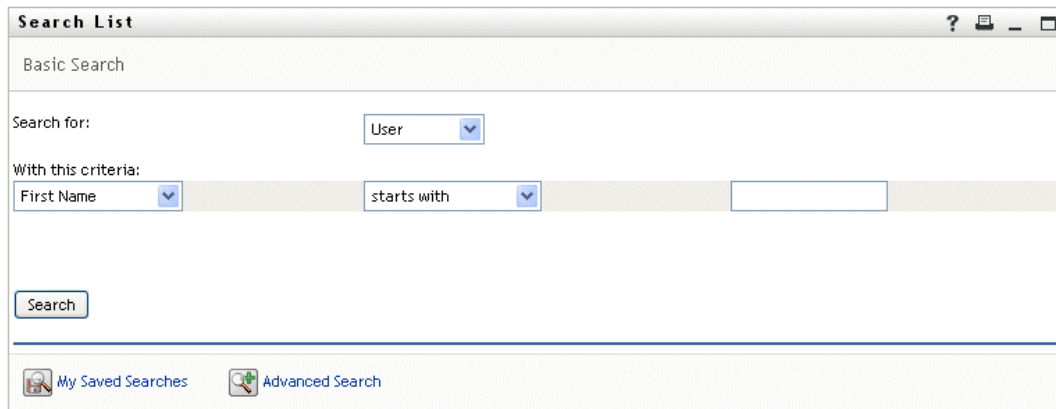 Search List ?
Basic Search
Search for: User
With this criteria:
First Name starts with
Search
My Saved Searches Advanced Search